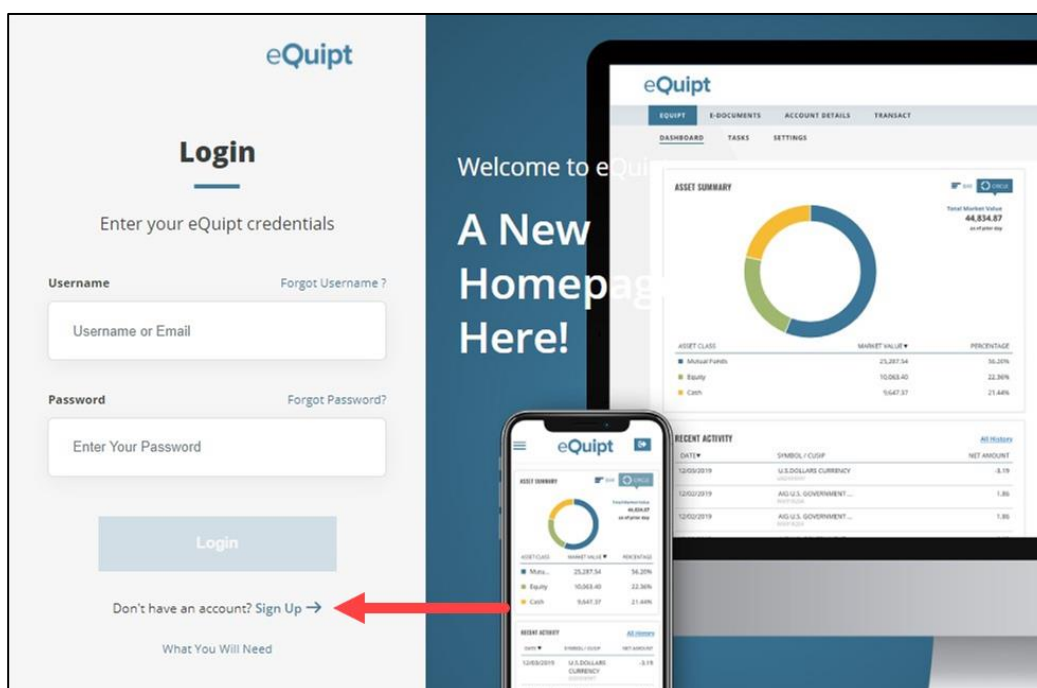 eQuipt
Login
Enter your eQuipt credentials
Username
Forgot Username ?
Username or Email
Password
Forgot Password?
Enter Your Password
Login
Don't have an account? Sign Up →
What You Will Need
Welcome to eQui
A New
Homepag
Here!
eQuipt
EQUIPT E-DOCUMENTS ACCOUNT DETAILS TRANSACT
DASHBOARD TASKS SETTINGS
ASSET SUMMARY
BAR CIRCLE
Total Market Value
44,834.87
as of prior day
ASSET CLASS MARKET VALUE ▼ PERCENTAGE
Mutual Funds 25,287.54 56.20%
Equity 10,063.40 22.36%
Cash 9,647.37 21.44%
RECENT ACTIVITY All History
DATE ▼ SYMBOL / CUSIP NET AMOUNT
12/03/2019 U.S.DOLLARS CURRENCY -3.19
12/02/2019 AIG U.S. GOVERNMENT ... 1.86
12/02/2019 AIG U.S. GOVERNMENT ... 1.86
eQuipt
ASSET SUMMARY
BAR CIRCLE
Total Market Value
44,834.87
as of prior day
ASSET CLASS MARKET VALUE ▼ PERCENTAGE
Mutu... 25,287.54 56.20%
Equity 10,063.40 22.36%
Cash 9,647.37 21.44%
RECENT ACTIVITY All History
DATE ▼ SYMBOL / CUSIP NET AMOUNT
12/03/2019 U.S.DOLLARS -3.19
CURRENCY